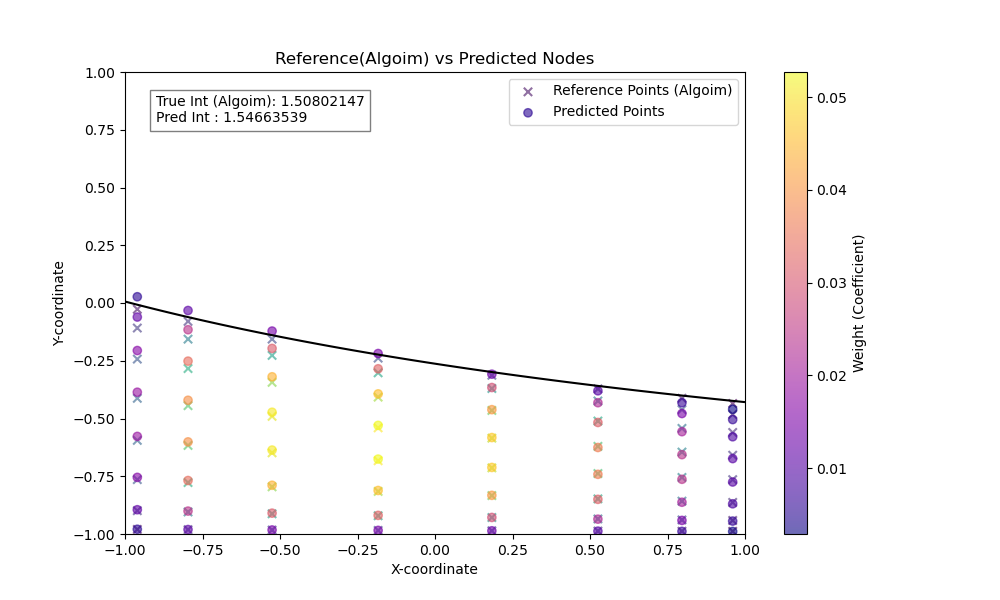 Reference(Algoim) vs Predicted Nodes
True Int (Algoim): 1.50802147
Pred Int : 1.54663539
Reference Points (Algoim)
Predicted Points
1.00
0.75
0.50
0.25
0.00
−0.25
−0.50
−0.75
−1.00
Y-coordinate
−1.00 −0.75 −0.50 −0.25 0.00 0.25 0.50 0.75 1.00
X-coordinate
0.05
0.04
0.03
0.02
0.01
Weight (Coefficient)